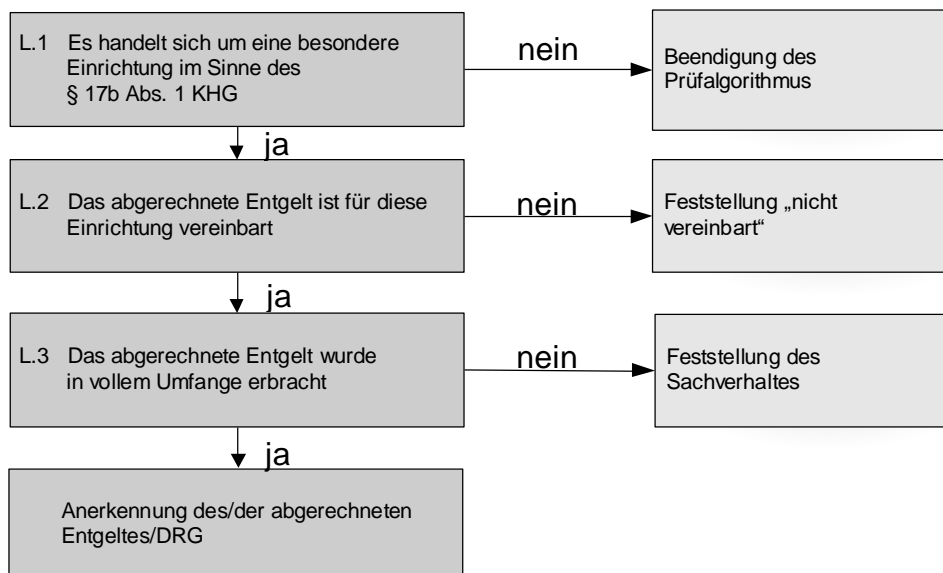 L.1 Es handelt sich um eine besondere
Einrichtung im Sinne des
§ 17b Abs. 1 KHG
nein
Beendigung des
Prüfalgorithmus
ja
L.2 Das abgerechnete Entgelt ist für diese
Einrichtung vereinbart
nein
Feststellung „nicht
vereinbart“
ja
L.3 Das abgerechnete Entgelt wurde
in vollem Umfange erbracht
nein
Feststellung des
Sachverhaltes
ja
Anerkennung des/der abgerechneten
Entgeltes/DRG